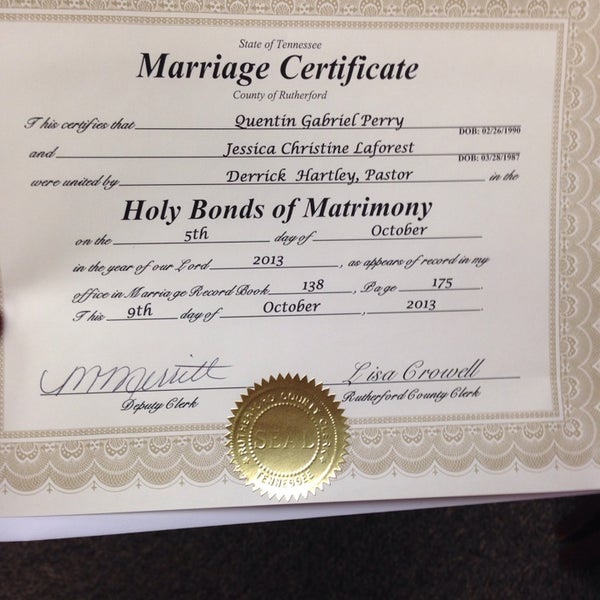 State of Tennessee
Marriage Certificate
County of Rutherford
This certifies that Quentin Gabriel Perry
DOB: 02/26/1990
and Jessica Christine Laforest
DOB: 03/28/1987
were united by Derrick Hartley, Pastor in the
Holy Bonds of Matrimony
on the 5th day of October
in the year of our Lord 2013, as appears of record in my
office in Marriage Record Book 138, Page 175.
This 9th day of October, 2013.
M Merritt Lisa Crowell
Deputy Clerk Rutherford County Clerk
RUTHERFORD COUNTY CLERK
SEAL
TENNESSEE